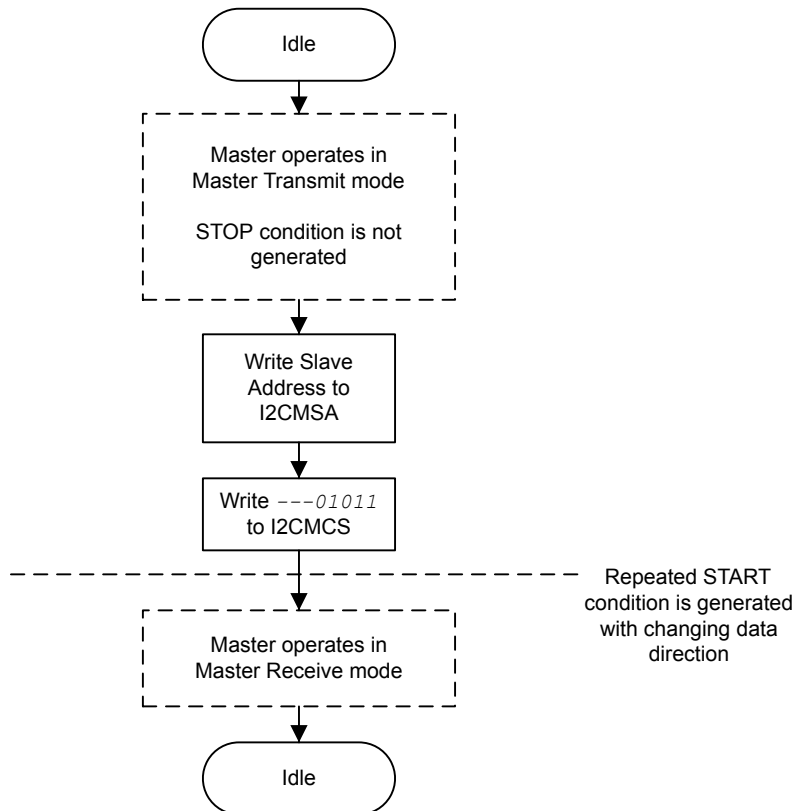 Idle
Master operates in
Master Transmit mode
STOP condition is not
generated
Write Slave
Address to
I2CMSA
Write ---01011
to I2CMCS
Repeated START
condition is generated
with changing data
direction
Master operates in
Master Receive mode
Idle